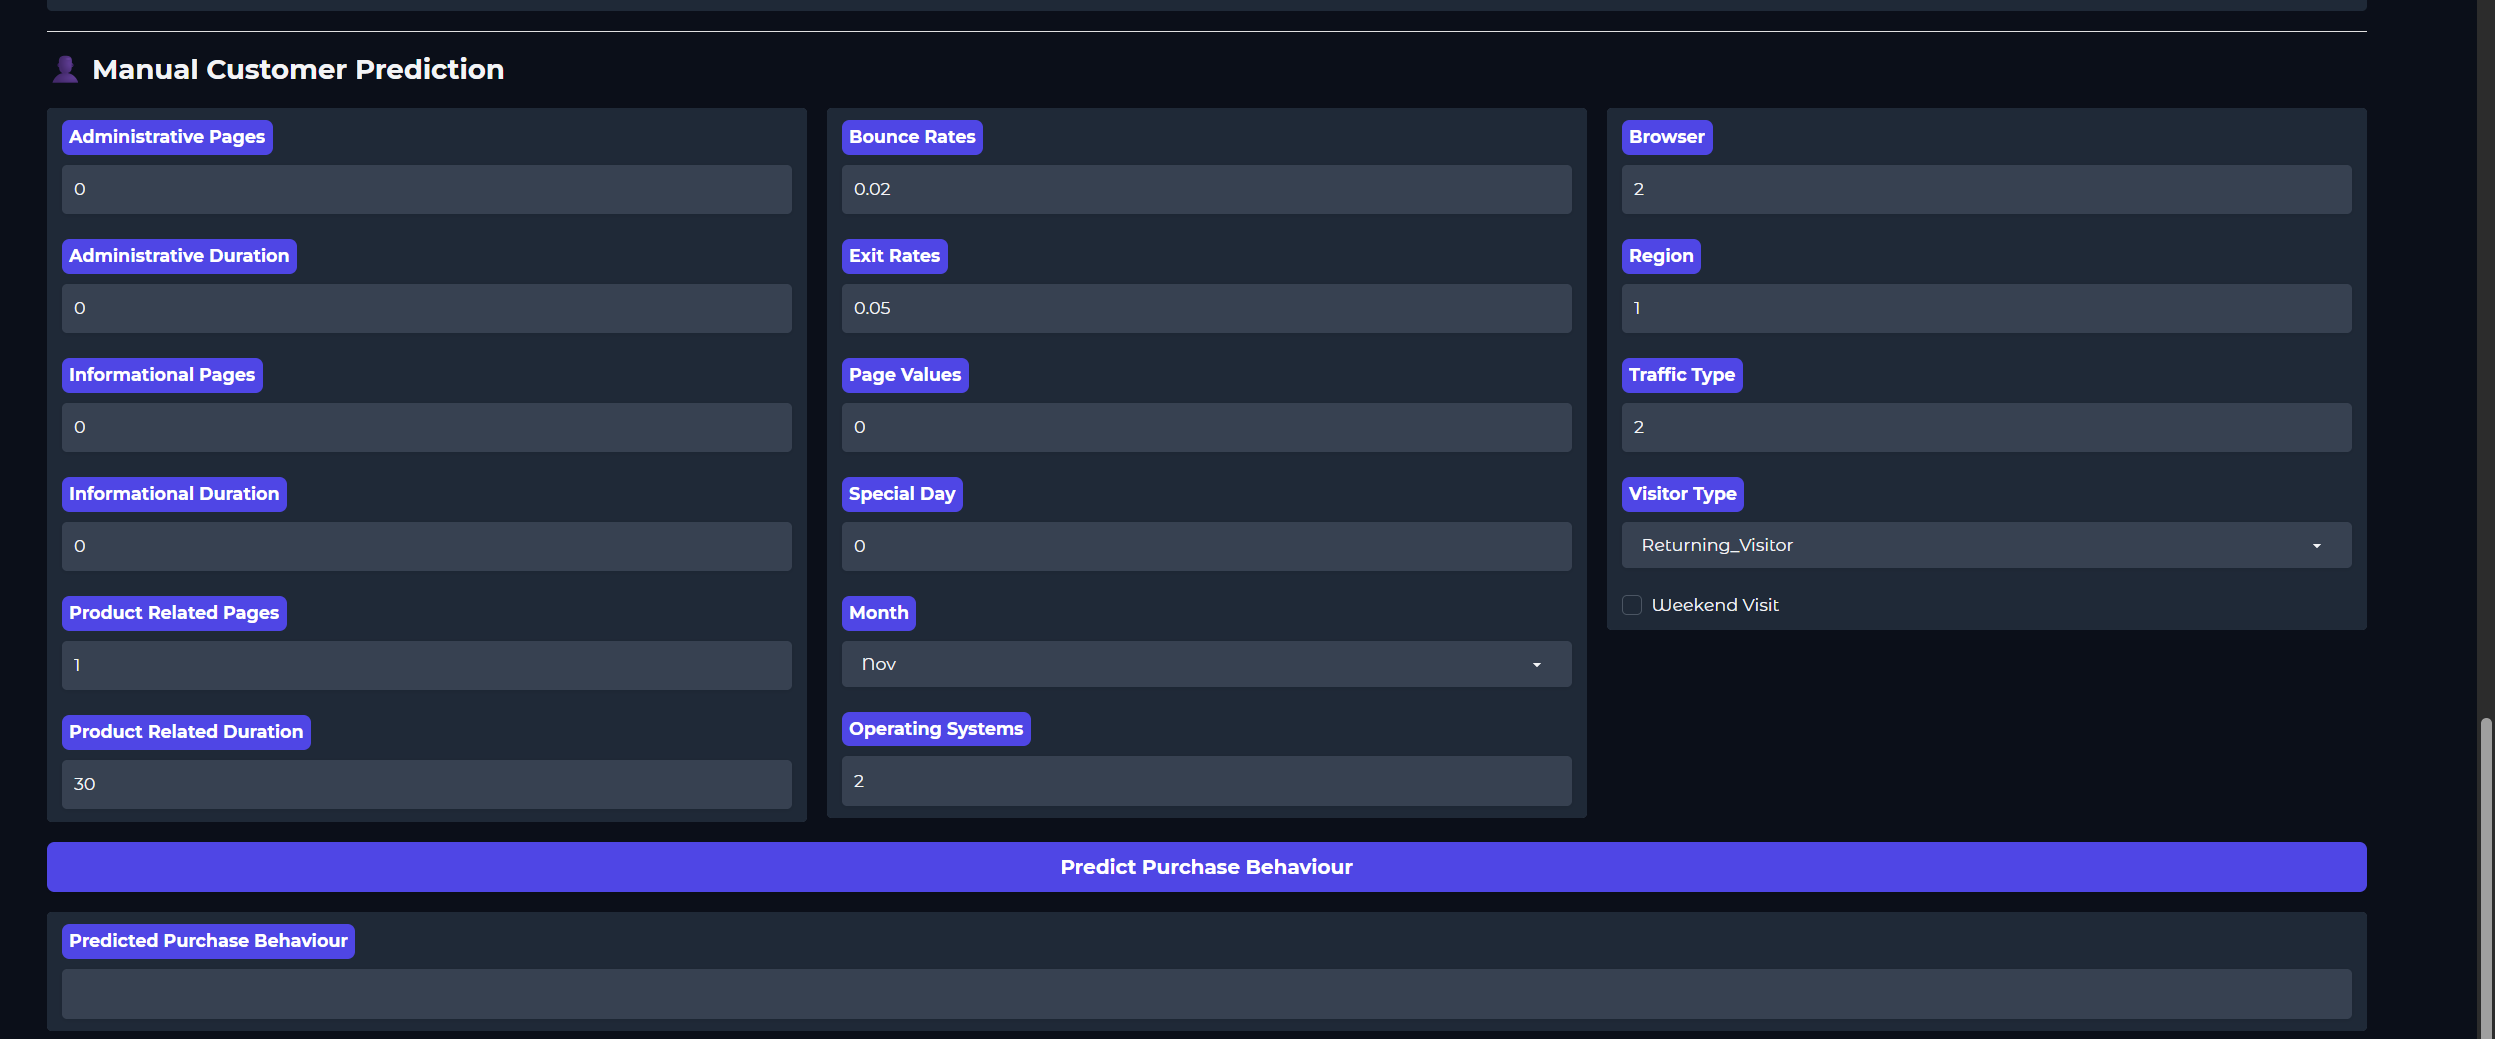 Manual Customer Prediction
Administrative Pages
0
Administrative Duration
0
Informational Pages
0
Informational Duration
0
Product Related Pages
1
Product Related Duration
30
Bounce Rates
0.02
Exit Rates
0.05
Page Values
0
Special Day
0
Month
Nov
Operating Systems
2
Browser
2
Region
1
Traffic Type
2
Visitor Type
Returning_Visitor
Weekend Visit
Predict Purchase Behaviour
Predicted Purchase Behaviour